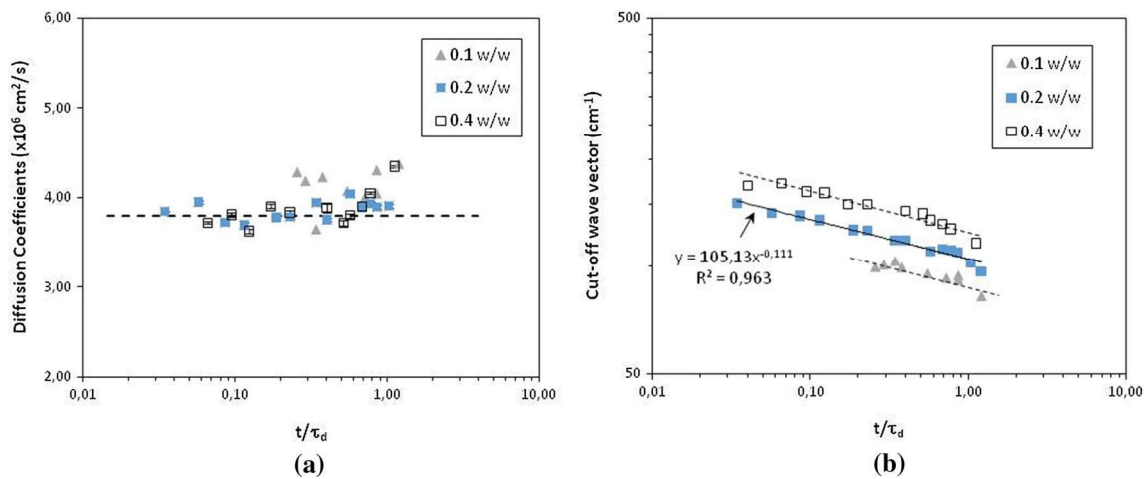 6,00
5,00
4,00
3,00
2,00
Diffusion Coefficients (x10⁶ cm²/s)
0.1 w/w
0.2 w/w
0.4 w/w
0,01
0,10
1,00
10,00
t/τd
(a)
500
50
Cut-off wave vector (cm⁻¹)
0.1 w/w
0.2 w/w
0.4 w/w
y = 105,13x⁻⁰,¹¹¹
R² = 0,963
0,01
0,10
1,00
10,00
t/τd
(b)